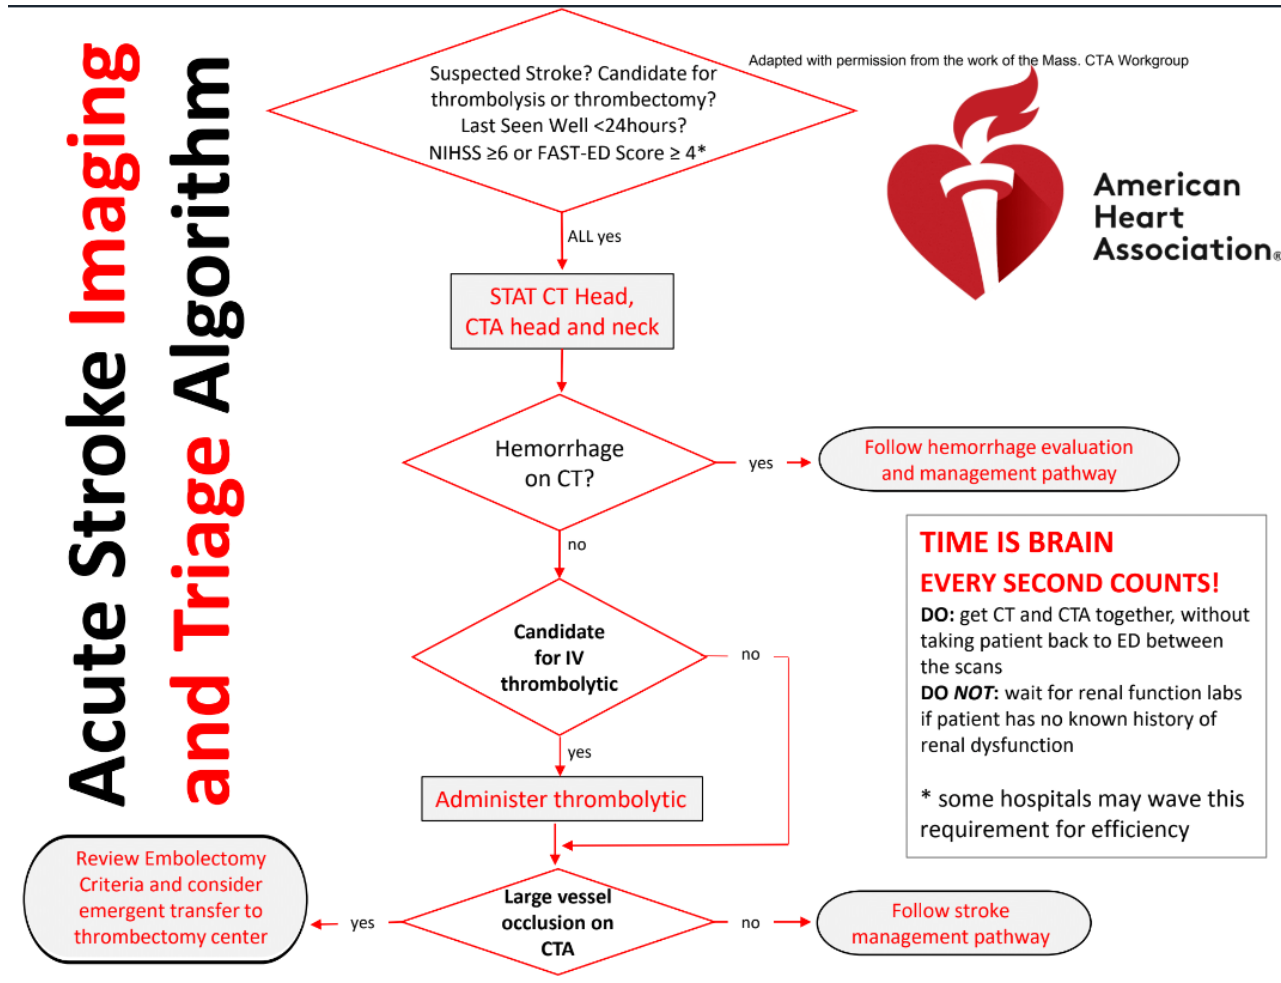 Acute Stroke Imaging
and Triage Algorithm
Adapted with permission from the work of the Mass. CTA Workgroup
American
Heart
Association®
Suspected Stroke? Candidate for
thrombolysis or thrombectomy?
Last Seen Well <24hours?
NIHSS ≥6 or FAST-ED Score ≥ 4*
ALL yes
STAT CT Head,
CTA head and neck
Hemorrhage
on CT?
yes
Follow hemorrhage evaluation
and management pathway
no
Candidate
for IV
thrombolytic
no
yes
Administer thrombolytic
TIME IS BRAIN
EVERY SECOND COUNTS!
DO: get CT and CTA together, without
taking patient back to ED between
the scans
DO NOT: wait for renal function labs
if patient has no known history of
renal dysfunction
* some hospitals may wave this
requirement for efficiency
Large vessel
occlusion on
CTA
yes
Review Embolectomy
Criteria and consider
emergent transfer to
thrombectomy center
no
Follow stroke
management pathway